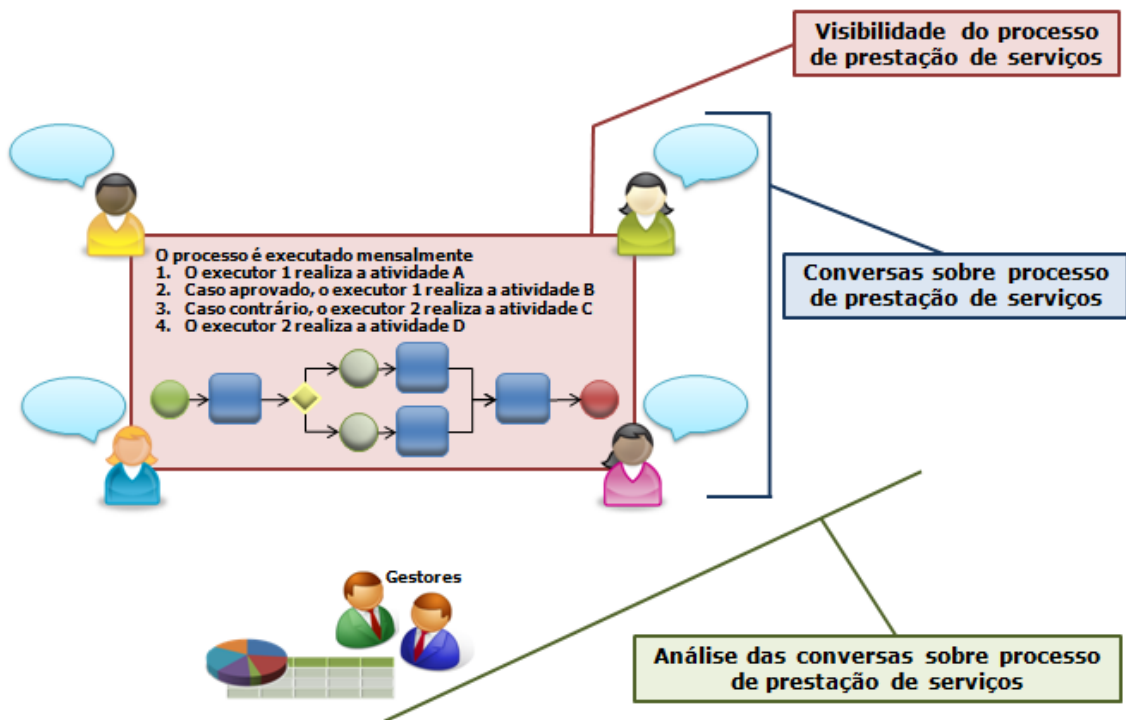 Visibilidade do processo
de prestação de serviços
O processo é executado mensalmente
1. O executor 1 realiza a atividade A
2. Caso aprovado, o executor 1 realiza a atividade B
3. Caso contrário, o executor 2 realiza a atividade C
4. O executor 2 realiza a atividade D
Conversas sobre processo
de prestação de serviços
Gestores
Análise das conversas sobre processo
de prestação de serviços